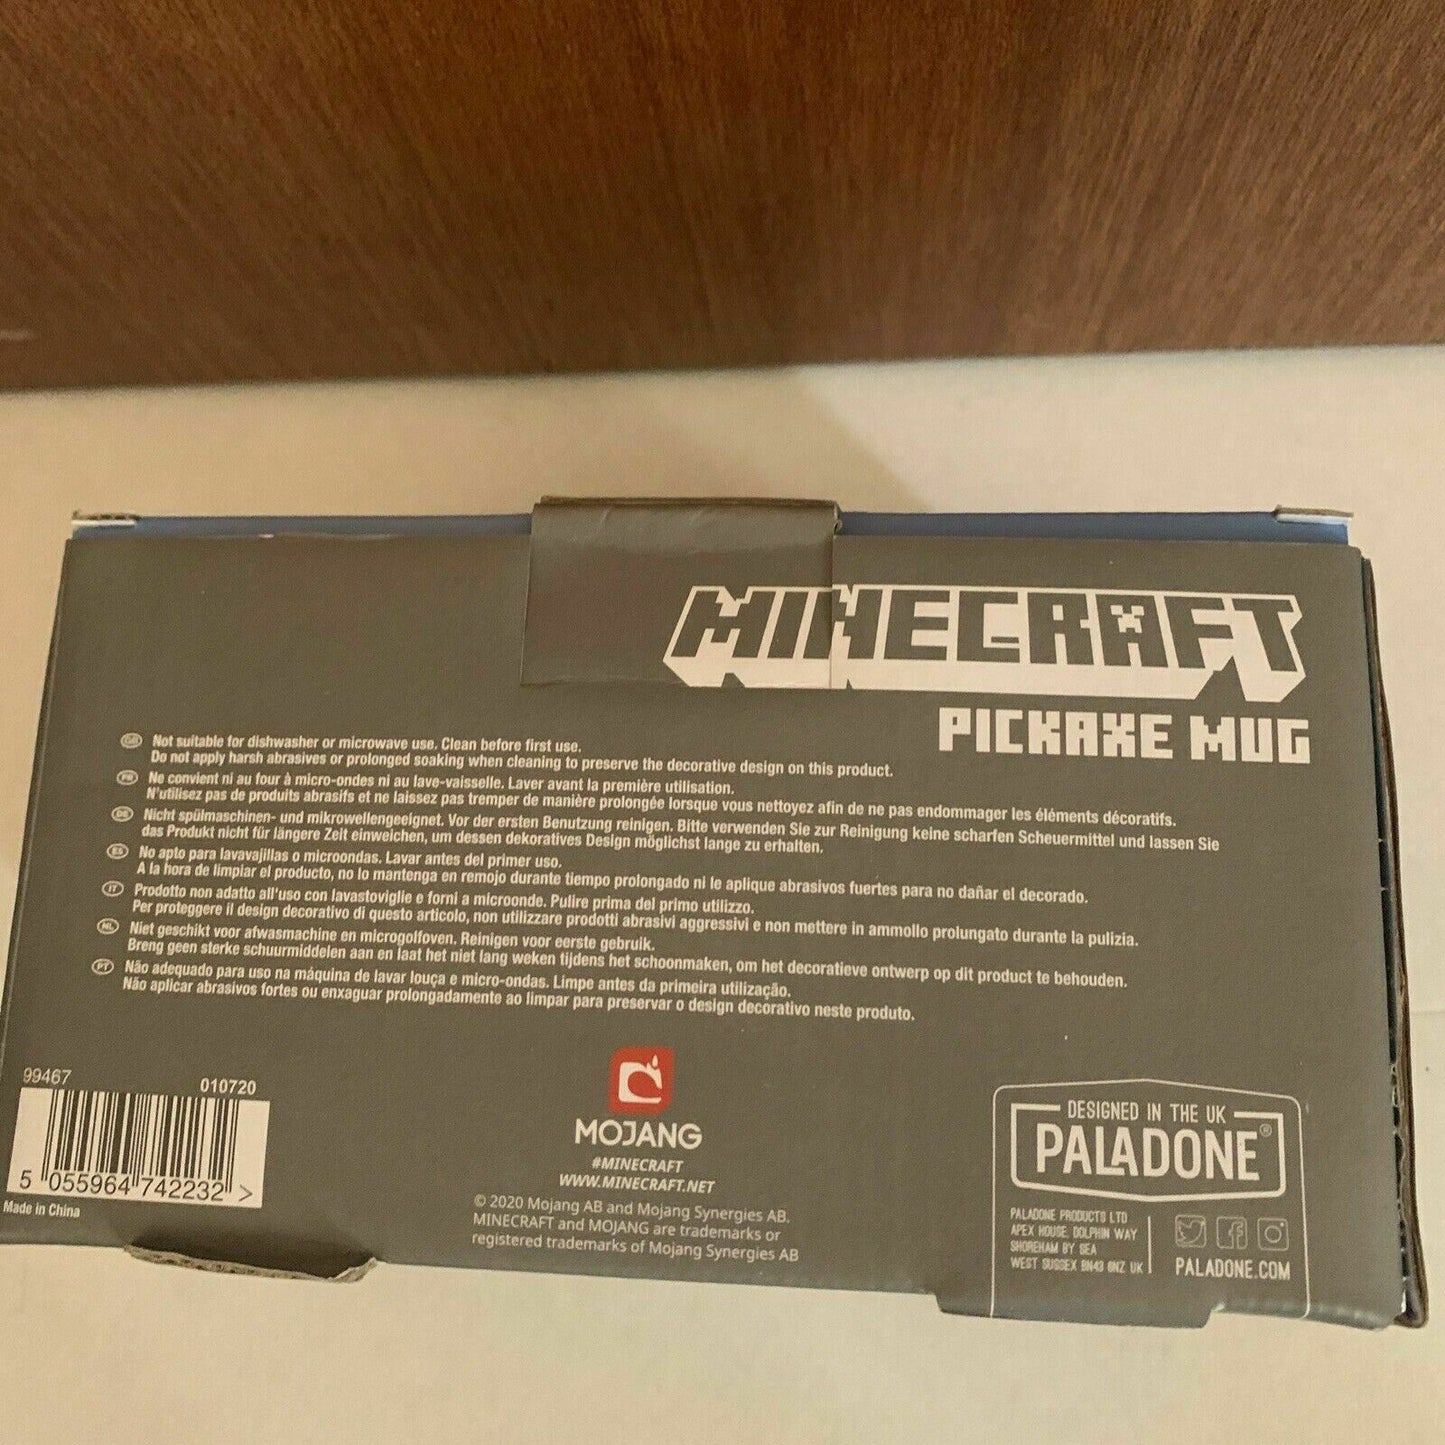 MINECRAFT
PICKAXE MUG
GB Not suitable for dishwasher or microwave use. Clean before first use.
Do not apply harsh abrasives or prolonged soaking when cleaning to preserve the decorative design on this product.
FR Ne convient ni au four à micro-ondes ni au lave-vaisselle. Laver avant la première utilisation.
N'utilisez pas de produits abrasifs et ne laissez pas tremper de manière prolongée lorsque vous nettoyez afin de ne pas endommager les éléments décoratifs.
DE Nicht spülmaschinen- und mikrowellengeeignet. Vor der ersten Benutzung reinigen. Bitte verwenden Sie zur Reinigung keine scharfen Scheuermittel und lassen Sie
das Produkt nicht für längere Zeit einweichen, um dessen dekoratives Design möglichst lange zu erhalten.
ES No apto para lavavajillas o microondas. Lavar antes del primer uso.
A la hora de limpiar el producto, no lo mantenga en remojo durante tiempo prolongado ni le aplique abrasivos fuertes para no dañar el decorado.
IT Prodotto non adatto all'uso con lavastoviglie e forni a microonde. Pulire prima del primo utilizzo.
Per proteggere il design decorativo di questo articolo, non utilizzare prodotti abrasivi aggressivi e non mettere in ammollo prolungato durante la pulizia.
NL Niet geschikt voor afwasmachine en microgolfoven. Reinigen voor eerste gebruik.
Breng geen sterke schuurmiddelen aan en laat het niet lang weken tijdens het schoonmaken, om het decoratieve ontwerp op dit product te behouden.
PT Não adequado para uso na máquina de lavar louça e micro-ondas. Limpe antes da primeira utilização.
Não aplicar abrasivos fortes ou enxaguar prolongadamente ao limpar para preservar o design decorativo neste produto.
99467 010720
5 055964 742232 >
Made in China
MOJANG
#MINECRAFT
WWW.MINECRAFT.NET
© 2020 Mojang AB and Mojang Synergies AB.
MINECRAFT and MOJANG are trademarks or
registered trademarks of Mojang Synergies AB
DESIGNED IN THE UK
PALADONE®
PALADONE PRODUCTS LTD
APEX HOUSE, DOLPHIN WAY
SHOREHAM BY SEA
WEST SUSSEX BN43 6NZ UK
PALADONE.COM